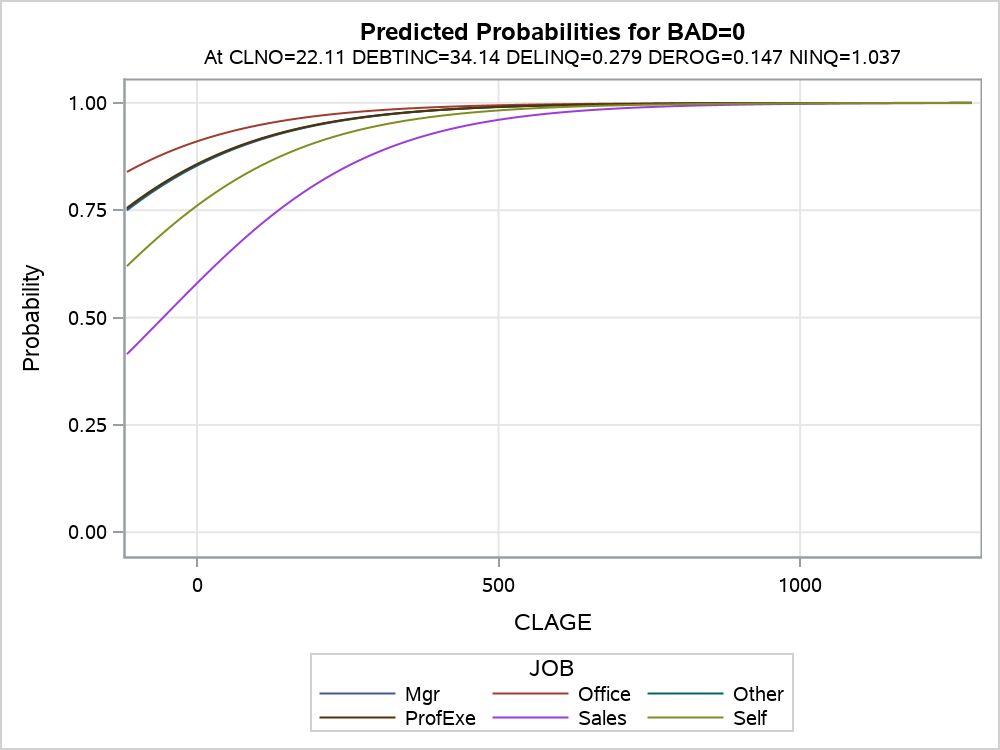 Predicted Probabilities for BAD=0
At CLNO=22.11 DEBTINC=34.14 DELINQ=0.279 DEROG=0.147 NINQ=1.037
Probability
1.00
0.75
0.50
0.25
0.00
0 500 1000
CLAGE
JOB
Mgr Office Other
ProfExe Sales Self